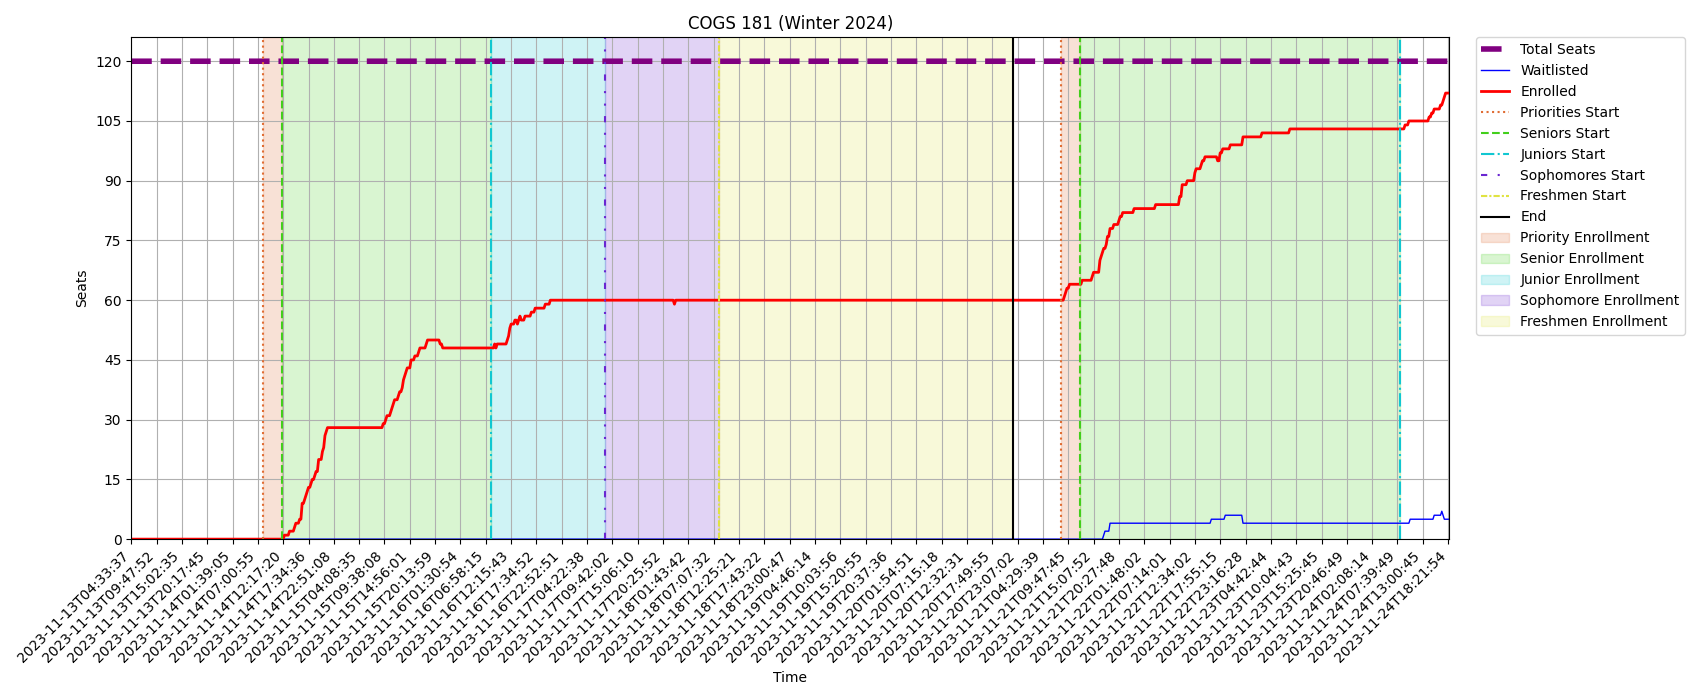 COGS 181 (Winter 2024)
Seats
120
105
90
75
60
45
30
15
0
2023-11-13T04:33:37
2023-11-13T09:47:52
2023-11-13T15:02:35
2023-11-13T20:17:45
2023-11-14T01:39:05
2023-11-14T07:00:55
2023-11-14T12:17:20
2023-11-14T17:34:36
2023-11-14T22:51:08
2023-11-15T04:08:35
2023-11-15T09:38:08
2023-11-15T14:56:01
2023-11-15T20:13:59
2023-11-16T01:30:54
2023-11-16T06:58:15
2023-11-16T12:15:43
2023-11-16T17:34:52
2023-11-16T22:52:51
2023-11-17T04:22:38
2023-11-17T09:42:02
2023-11-17T15:06:10
2023-11-17T20:25:52
2023-11-18T01:43:42
2023-11-18T07:07:32
2023-11-18T12:25:21
2023-11-18T17:43:22
2023-11-18T23:00:47
2023-11-19T04:46:14
2023-11-19T10:03:56
2023-11-19T15:20:55
2023-11-19T20:37:36
2023-11-20T01:54:51
2023-11-20T07:15:18
2023-11-20T12:32:31
2023-11-20T17:49:55
2023-11-20T23:07:02
2023-11-21T04:29:39
2023-11-21T09:47:45
2023-11-21T15:07:52
2023-11-21T20:27:48
2023-11-22T01:48:02
2023-11-22T07:14:01
2023-11-22T12:34:02
2023-11-22T17:55:15
2023-11-22T23:16:28
2023-11-23T04:42:44
2023-11-23T10:04:43
2023-11-23T15:25:45
2023-11-23T20:46:49
2023-11-24T02:08:14
2023-11-24T07:39:49
2023-11-24T13:00:45
2023-11-24T18:21:54
Time
Total Seats
Waitlisted
Enrolled
Priorities Start
Seniors Start
Juniors Start
Sophomores Start
Freshmen Start
End
Priority Enrollment
Senior Enrollment
Junior Enrollment
Sophomore Enrollment
Freshmen Enrollment